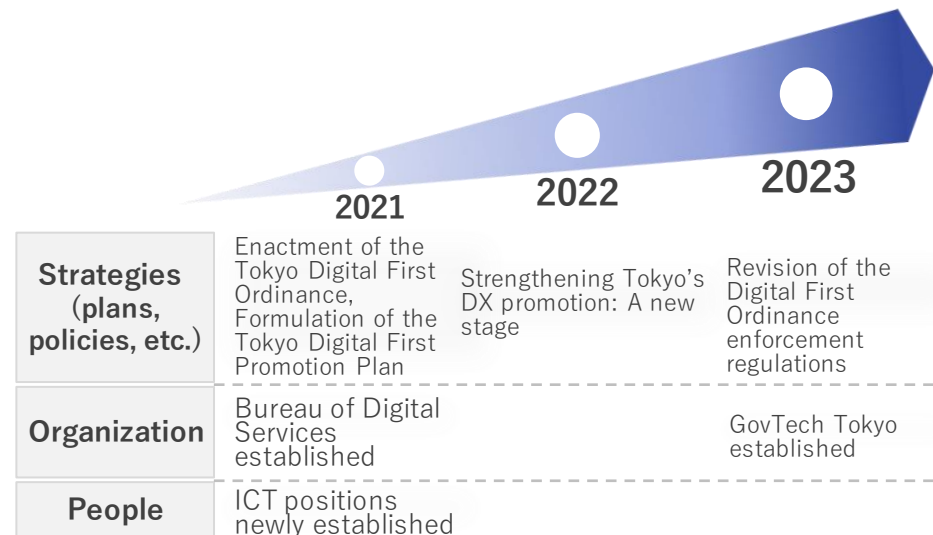 2021
2022
2023
Strategies
(plans,
policies, etc.)
Enactment of the
Tokyo Digital First
Ordinance,
Formulation of the
Tokyo Digital First
Promotion Plan
Strengthening Tokyo's
DX promotion: A new
stage
Revision of the
Digital First
Ordinance
enforcement
regulations
Organization
Bureau of Digital
Services
established
GovTech Tokyo
established
People
ICT positions
newly established